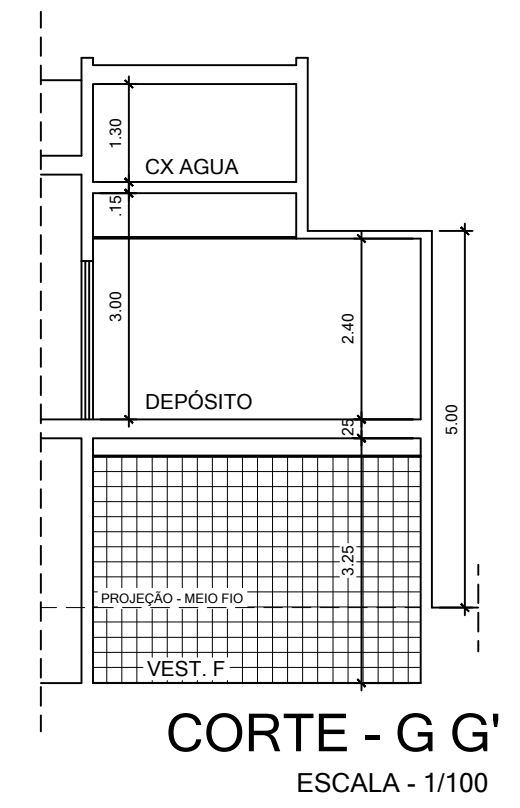 1.30
CX AGUA
.15
3.00
2.40
DEPÓSITO
25
5.00
3.25
PROJEÇÃO - MEIO FIO
VEST. F
CORTE - G G'
ESCALA - 1/100